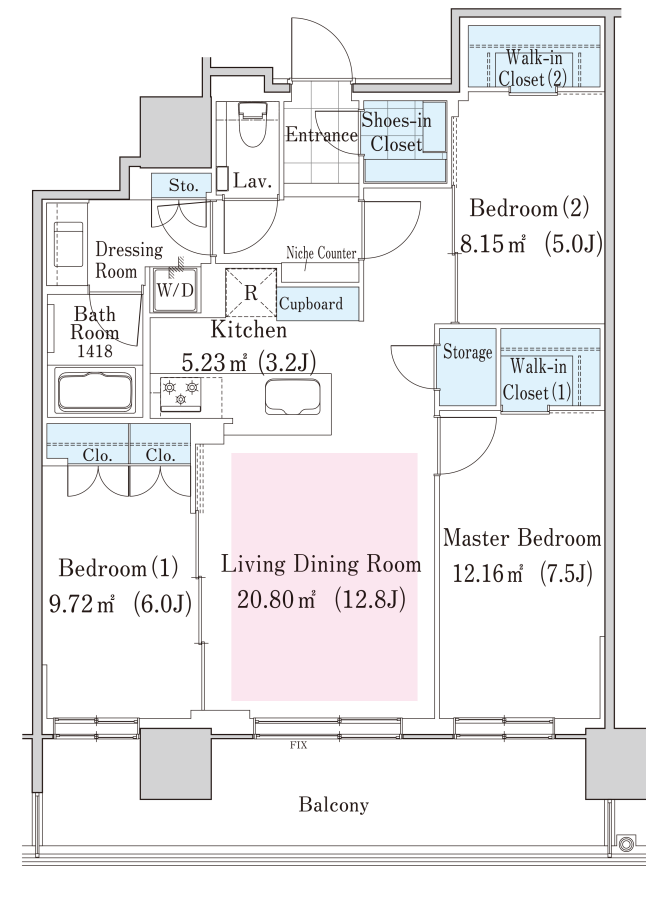 Walk-in
Closet(2)
Shoes-in
Closet
Entrance
Lav.
Sto.
Bedroom(2)
8.15㎡ (5.0J)
Dressing
Room
Niche Counter
W/D
R
Cupboard
Bath
Room
1418
Kitchen
5.23㎡(3.2J)
Storage
Walk-in
Closet(1)
Clo.
Clo.
Master Bedroom
12.16㎡ (7.5J)
Living Dining Room
20.80㎡ (12.8J)
Bedroom(1)
9.72㎡ (6.0J)
FIX
Balcony